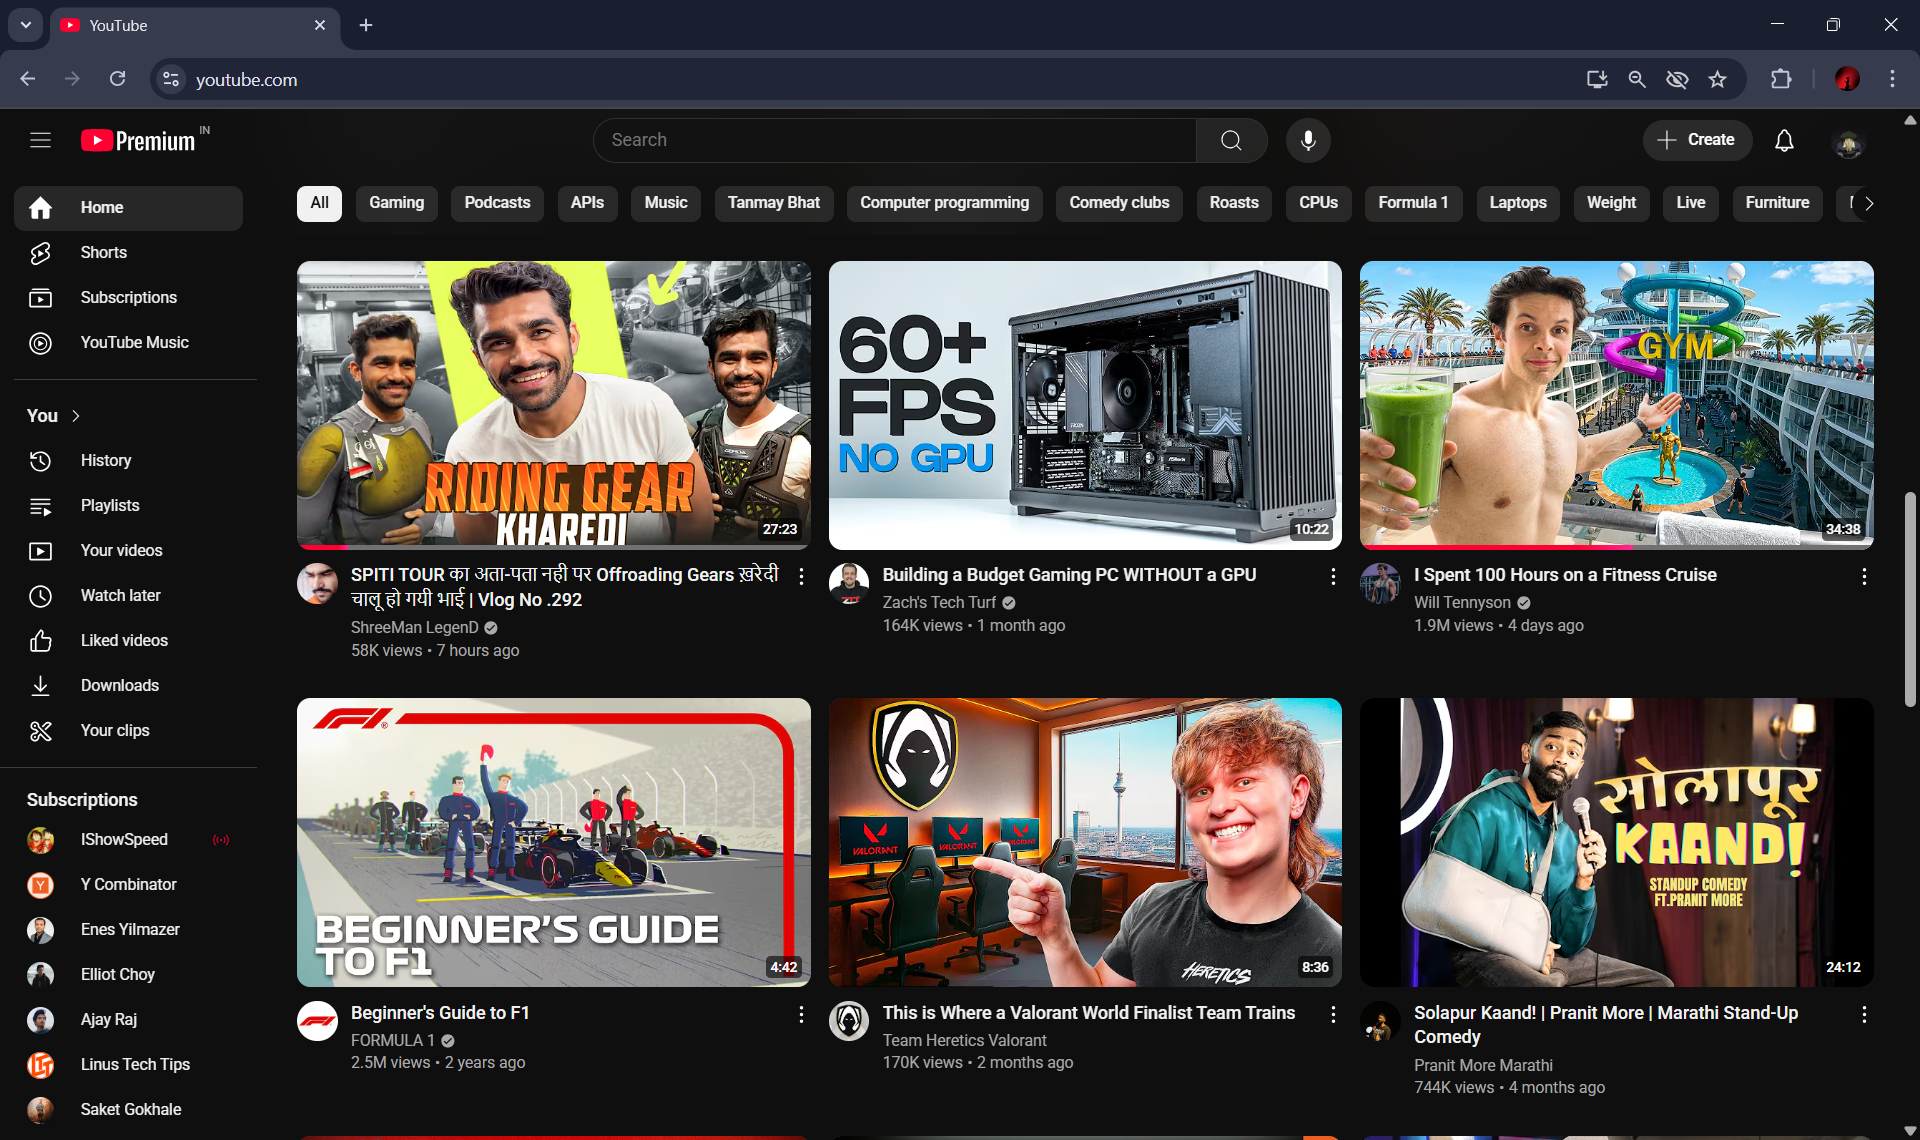 YouTube
youtube.com
Premium IN
Search
Create
Home
Shorts
Subscriptions
YouTube Music
You
History
Playlists
Your videos
Watch later
Liked videos
Downloads
Your clips
Subscriptions
IShowSpeed
Y Combinator
Enes Yilmazer
Elliot Choy
Ajay Raj
Linus Tech Tips
Saket Gokhale
All
Gaming
Podcasts
APIs
Music
Tanmay Bhat
Computer programming
Comedy clubs
Roasts
CPUs
Formula 1
Laptops
Weight
Live
Furniture
RIDING GEAR
KHAREDI
27:23
SPITI TOUR का अता-पता नही पर Offroading Gears ख़रेदी
चालू हो गयी भाई | Vlog No .292
ShreeMan LegenD
58K views • 7 hours ago
60+
FPS
NO GPU
10:22
Building a Budget Gaming PC WITHOUT a GPU
Zach's Tech Turf
164K views • 1 month ago
GYM
34:38
I Spent 100 Hours on a Fitness Cruise
Will Tennyson
1.9M views • 4 days ago
BEGINNER'S GUIDE
TO F1
4:42
Beginner's Guide to F1
FORMULA 1
2.5M views • 2 years ago
VALORANT
VALORANT
VALORANT
HERETICS
8:36
This is Where a Valorant World Finalist Team Trains
Team Heretics Valorant
170K views • 2 months ago
सोलापूर
KAAND!
STANDUP COMEDY
FT.PRANIT MORE
24:12
Solapur Kaand! | Pranit More | Marathi Stand-Up
Comedy
Pranit More Marathi
744K views • 4 months ago